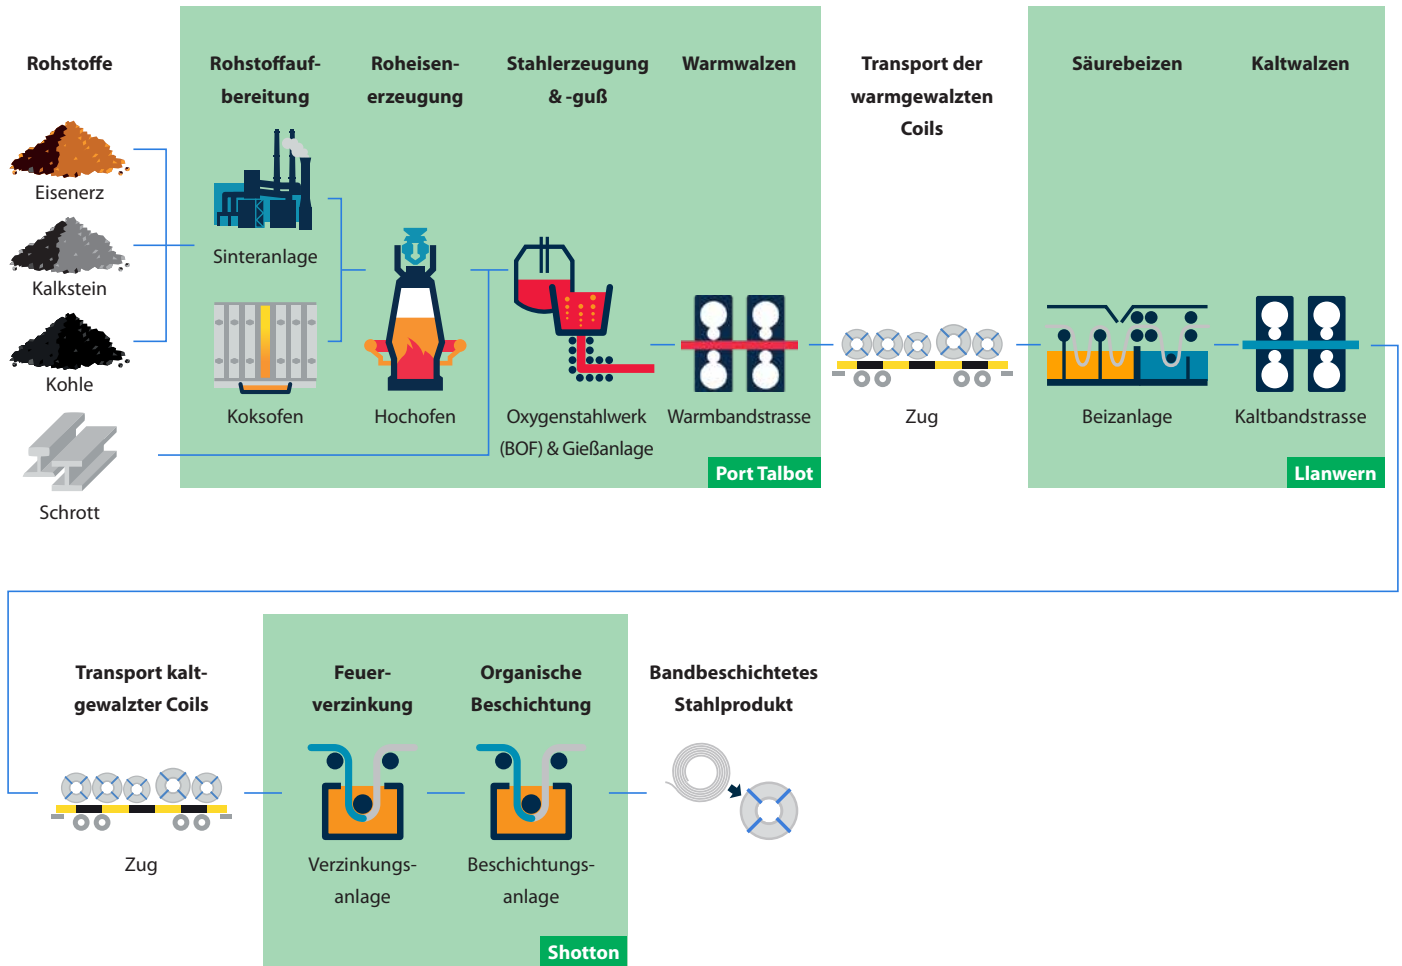 Rohstoffe
Rohstoffauf-
bereitung
Roheisen-
erzeugung
Stahlerzeugung
& -guß
Warmwalzen
Transport der
warmgewalzten
Coils
Säurebeizen
Kaltwalzen
Eisenerz
Kalkstein
Kohle
Schrott
Sinteranlage
Koksofen
Hochofen
Oxygenstahlwerk
(BOF) & Gießanlage
Warmbandstrasse
Port Talbot
Zug
Beizanlage
Kaltbandstrasse
Llanwern
Transport kalt-
gewalzter Coils
Feuer-
verzinkung
Organische
Beschichtung
Bandbeschichtetes
Stahlprodukt
Zug
Verzinkungs-
anlage
Beschichtungs-
anlage
Shotton